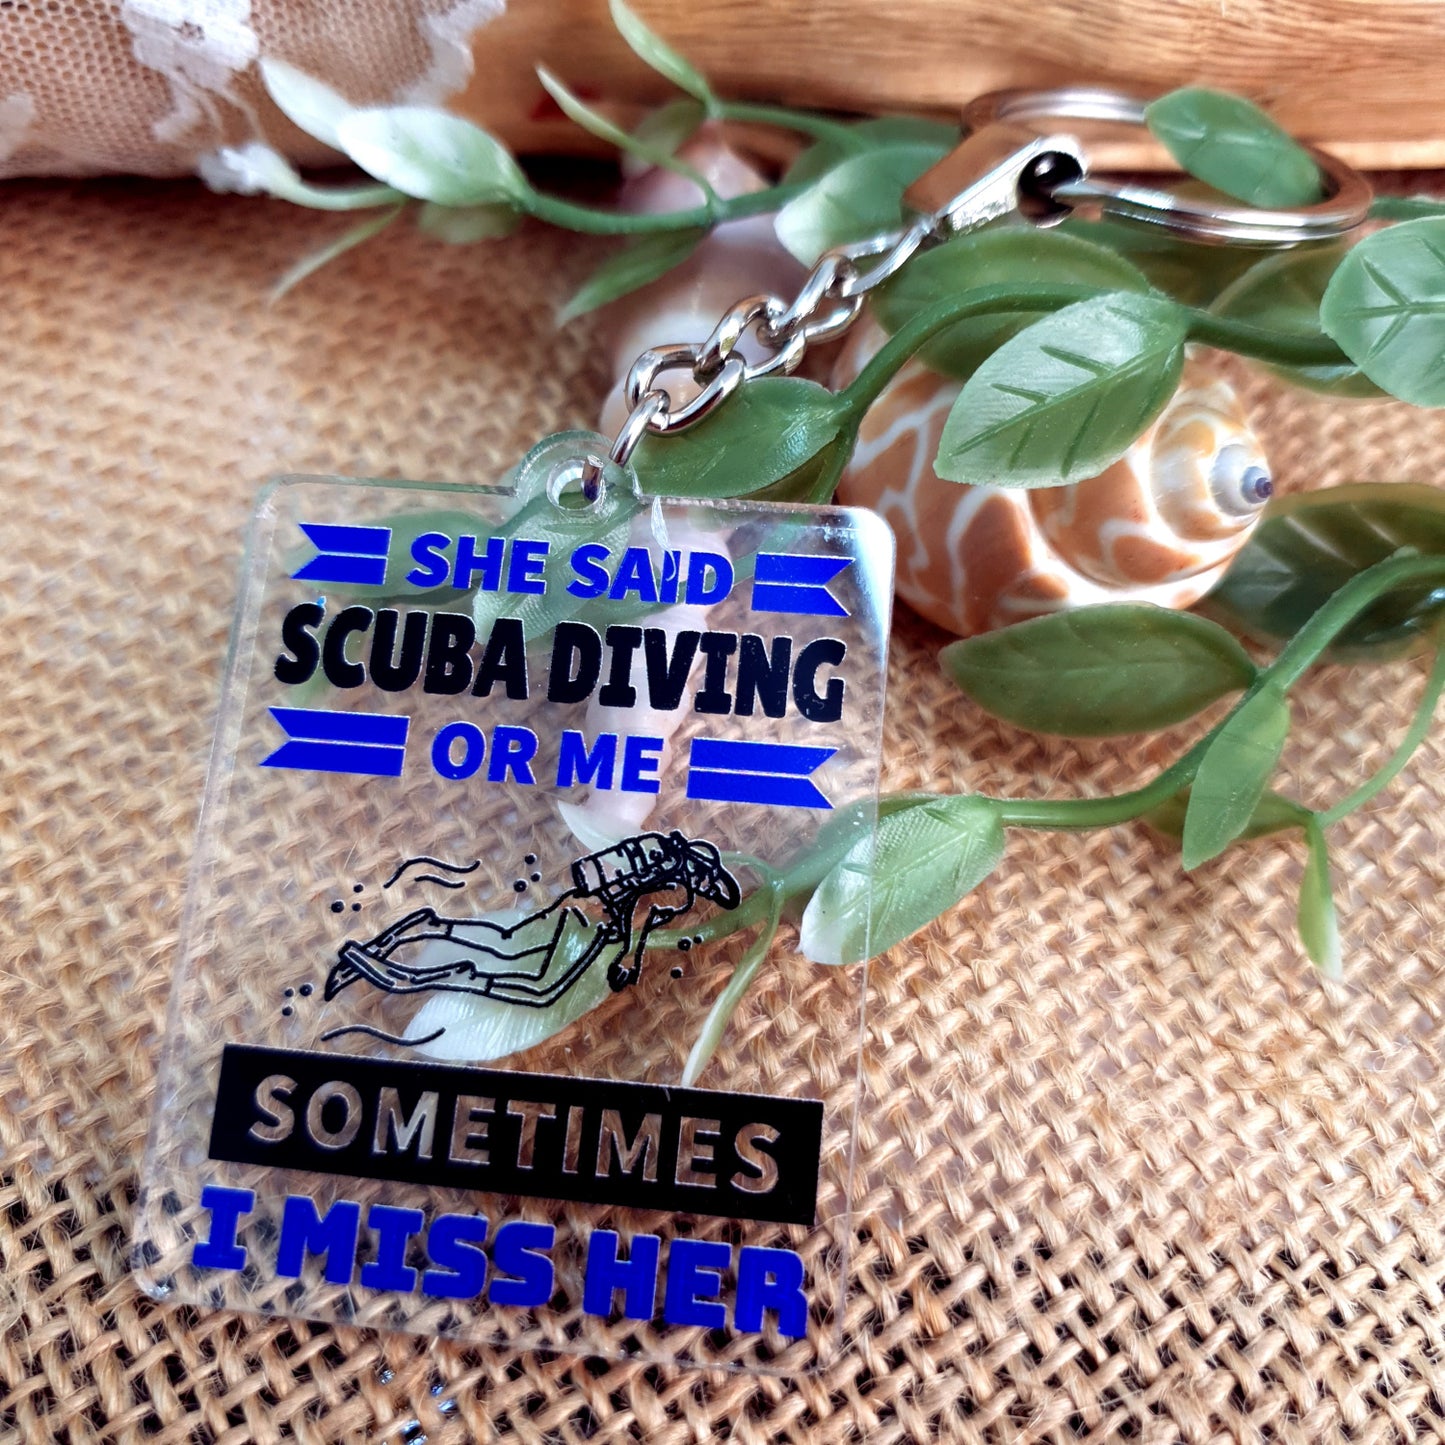 SHE SAID
SCUBA DIVING
OR ME
SOMETIMES
I MISS HER